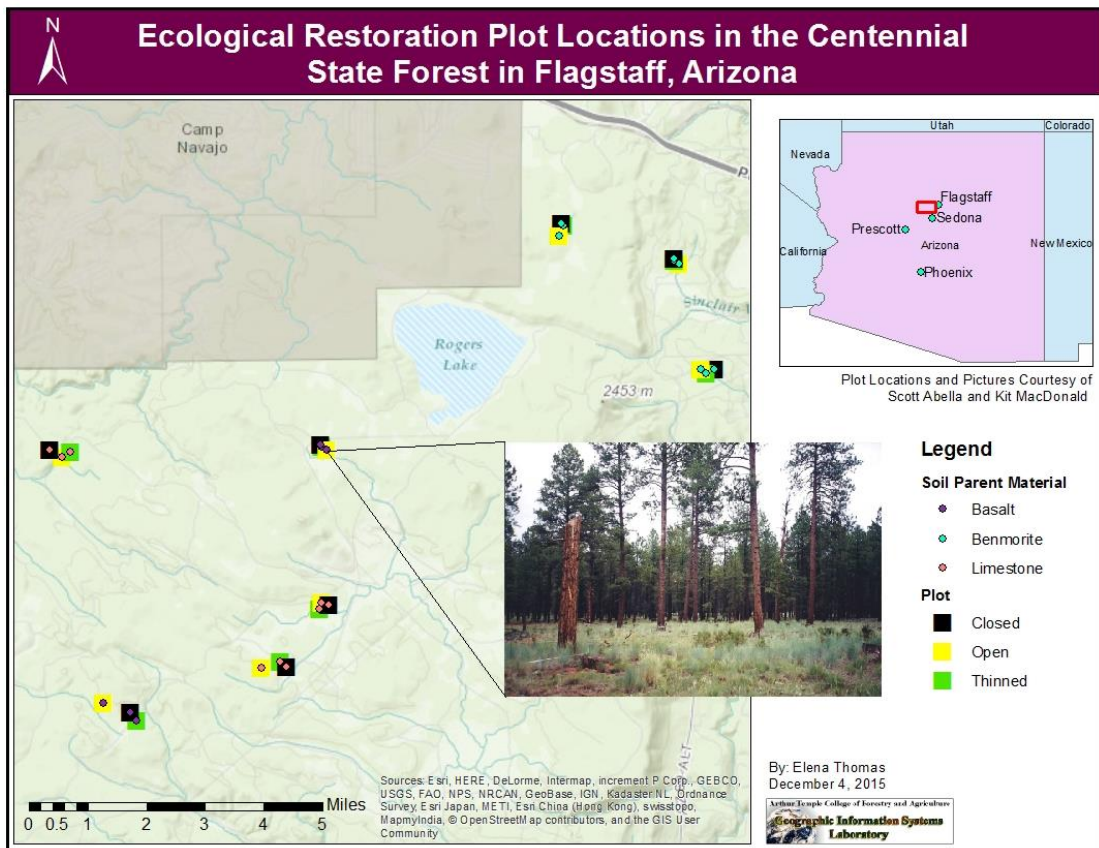 N
Ecological Restoration Plot Locations in the Centennial
State Forest in Flagstaff, Arizona
Camp
Navajo
Rogers
Lake
2453 m
Utah
Colorado
Nevada
Flagstaff
Sedona
Prescott
Arizona
New Mexico
California
Phoenix
Plot Locations and Pictures Courtesy of
Scott Abella and Kit MacDonald
Legend
Soil Parent Material
Basalt
Benmorite
Limestone
Plot
Closed
Open
Thinned
Sinclair
ALT
Sources: Esri, HERE, DeLorme, Intermap, increment P Corp., GEBCO,
USGS, FAO, NPS, NRCAN, GeoBase, IGN, Kadaster NL, Ordnance
Survey, Esri Japan, METI, Esri China (Hong Kong), swisstopo,
MapmyIndia, © OpenStreetMap contributors, and the GIS User
Community
Miles
0 0.5 1 2 3 4 5
By: Elena Thomas
December 4, 2015
Arthur Temple College of Forestry and Agriculture
Geographic Information Systems
Laboratory